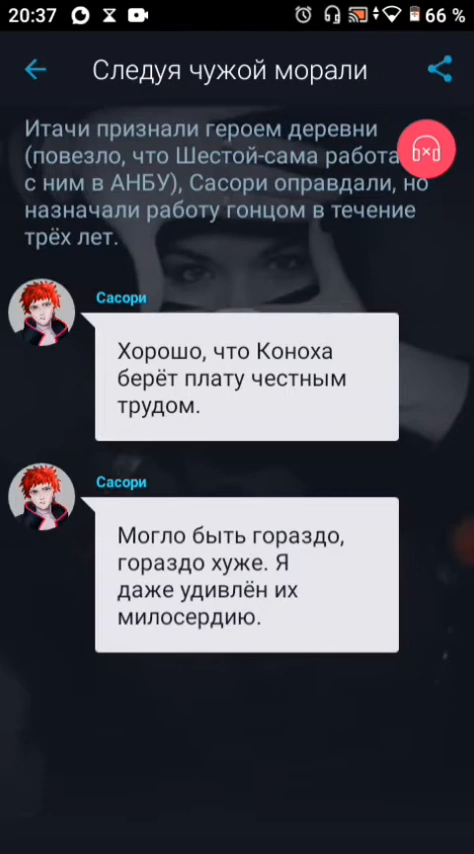 20:37
66 %
Следуя чужой морали
Итачи признали героем деревни
(повезло, что Шестой-сама работа
с ним в АНБУ), Сасори оправдали, но
назначали работу гонцом в течение
трёх лет.
Сасори
Хорошо, что Коноха
берёт плату честным
трудом.
Сасори
Могло быть гораздо,
гораздо хуже. Я
даже удивлён их
милосердию.